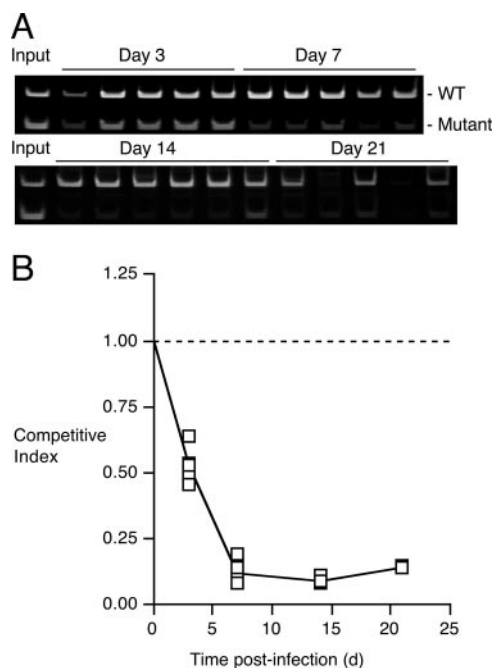 A
Input Day 3 Day 7
- WT
- Mutant
Input Day 14 Day 21
B
1.25
1.00
0.75
Competitive
Index
0.50
0.25
0.00
0 5 10 15 20 25
Time post-infection (d)